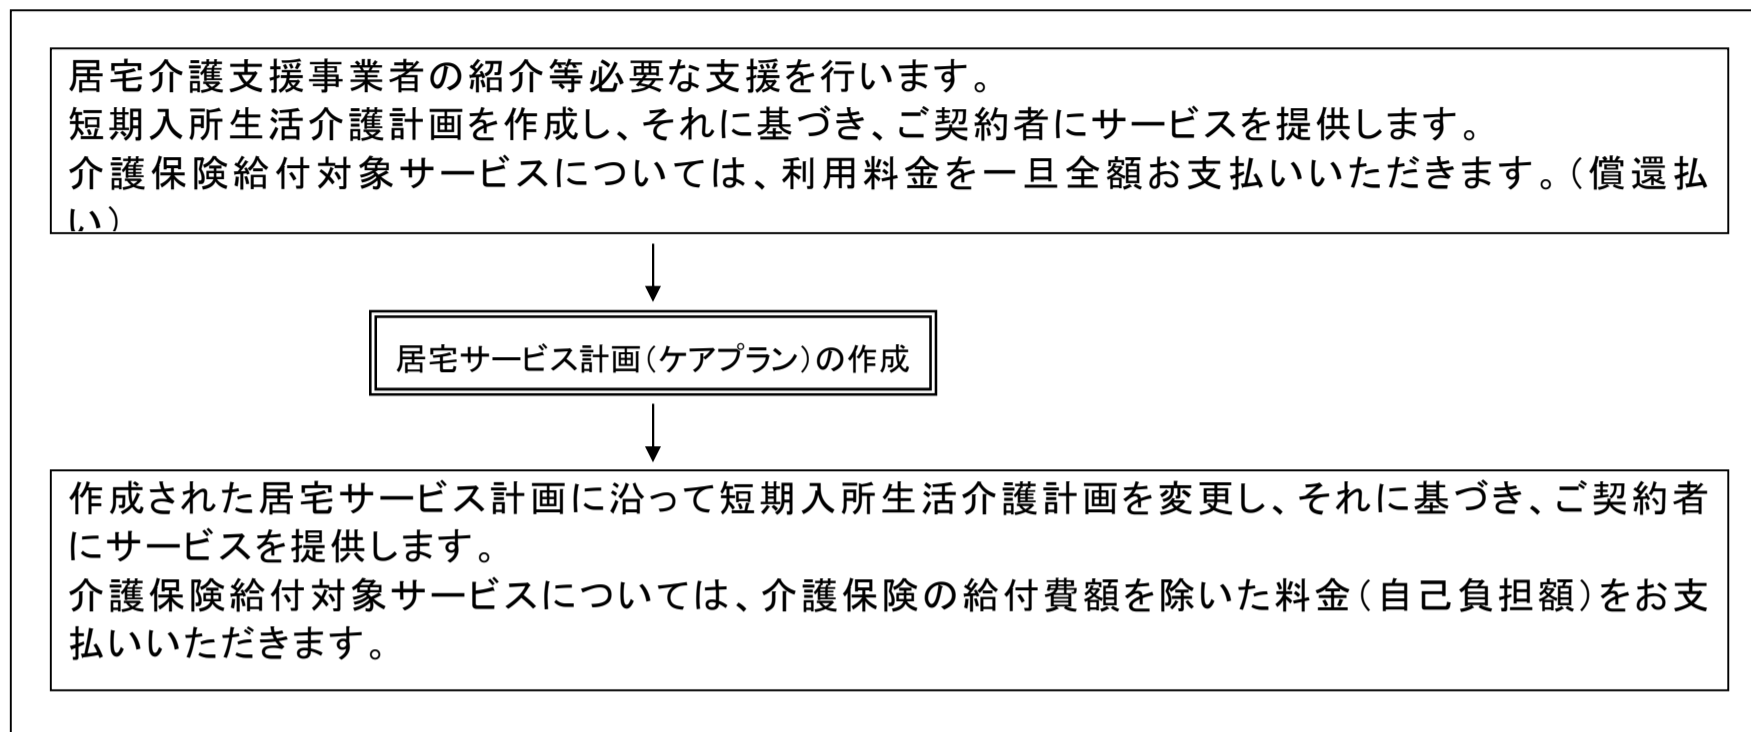 居宅介護支援事業者の紹介等必要な支援を行います。
短期入所生活介護計画を作成し、それに基づき、ご契約者にサービスを提供します。
介護保険給付対象サービスについては、利用料金を一旦全額お支払いいただきます。(償還払
い)
居宅サービス計画(ケアプラン)の作成
作成された居宅サービス計画に沿って短期入所生活介護計画を変更し、それに基づき、ご契約者
にサービスを提供します。
介護保険給付対象サービスについては、介護保険の給付費額を除いた料金(自己負担額)をお支
払いいただきます。